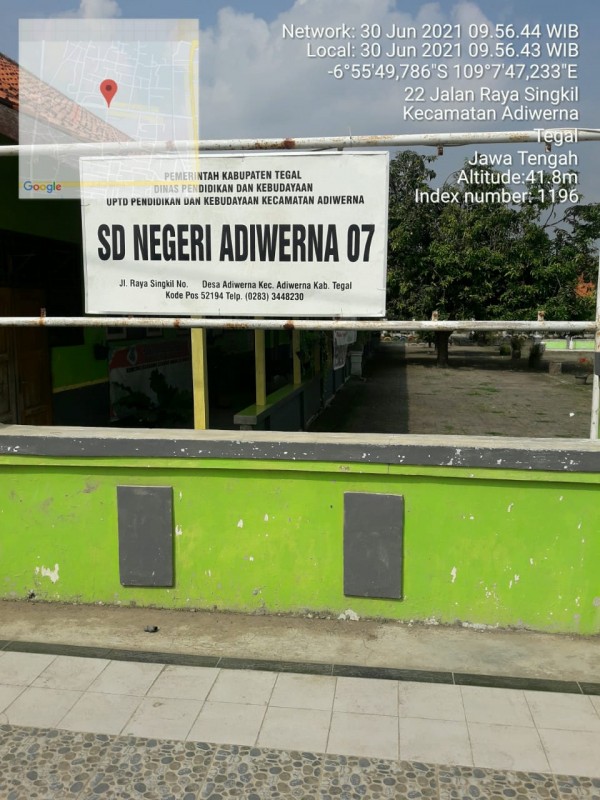 Network: 30 Jun 2021 09.56.44 WIB
Local: 30 Jun 2021 09.56.43 WIB
-6°55'49,786"S 109°7'47,233"E
22 Jalan Raya Singkil
Kecamatan Adiwerna
Tegal
Jawa Tengah
Altitude:41.8m
Index number: 1196
Google
PEMERINTAH KABUPATEN TEGAL
DINAS PENDIDIKAN DAN KEBUDAYAAN
UPTD PENDIDIKAN DAN KEBUDAYAAN KECAMATAN ADIWERNA
SD NEGERI ADIWERNA 07
Jl. Raya Singkil No. Desa Adiwerna Kec. Adiwerna Kab. Tegal
Kode Pos 52194 Telp. (0283) 3448230